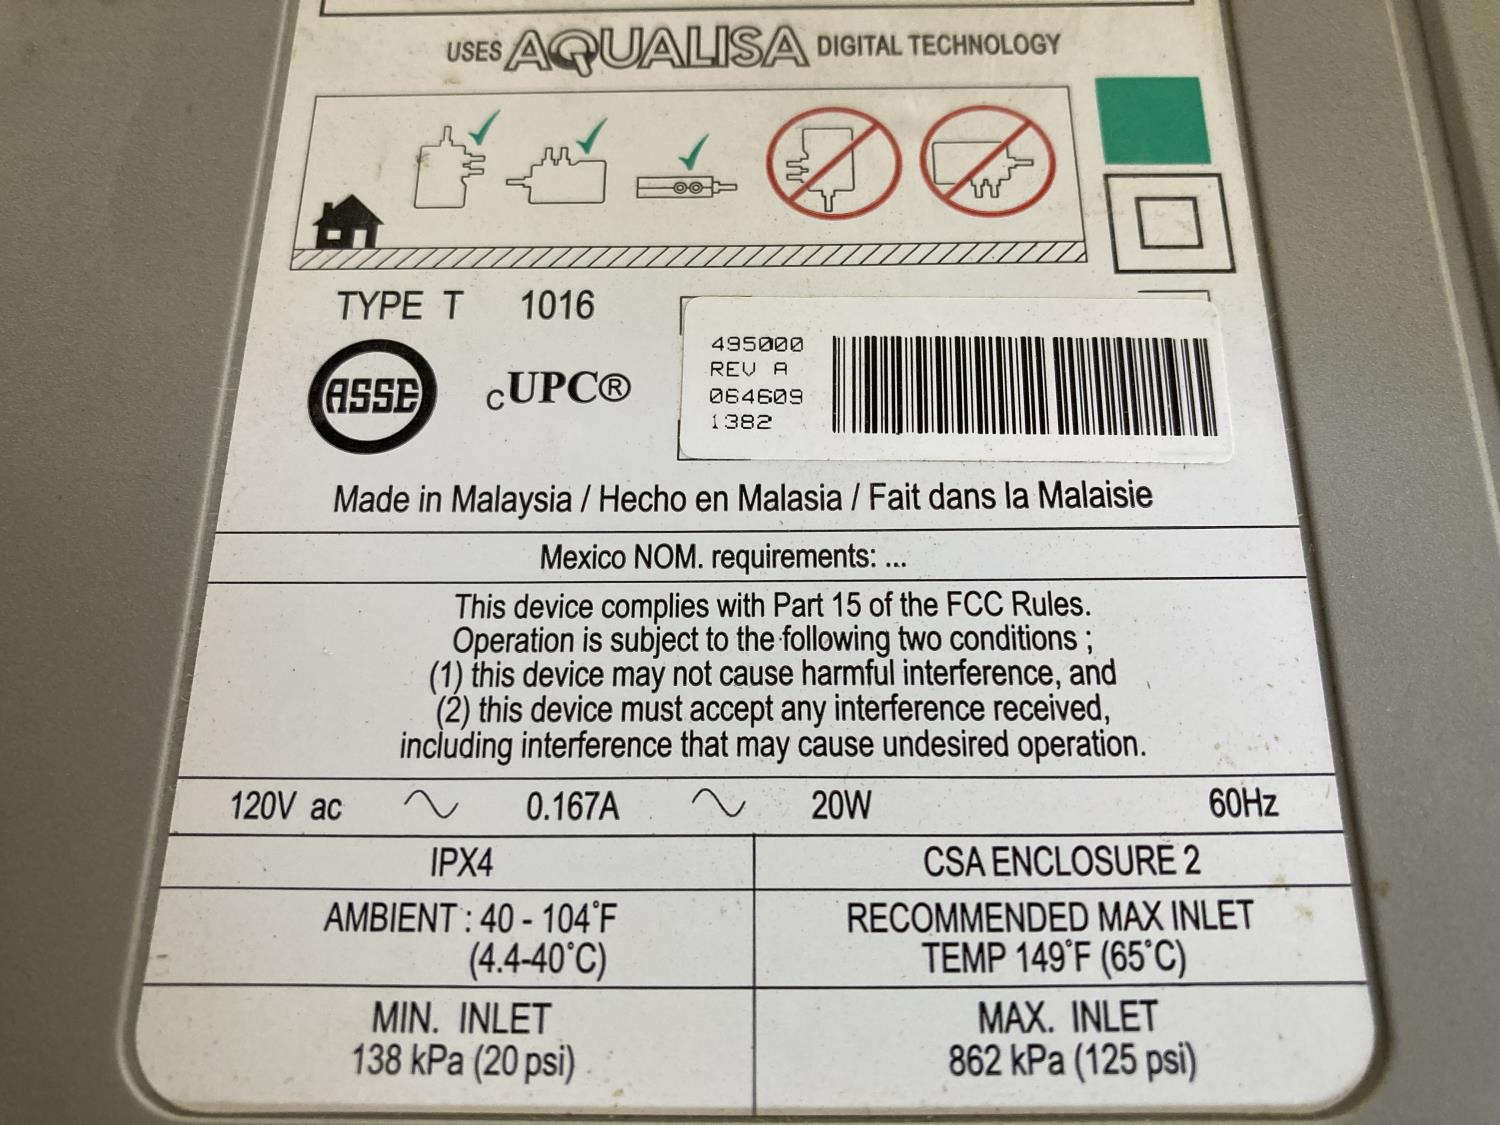 USES AQUALISA DIGITAL TECHNOLOGY
TYPE T 1016
ASSE
cUPC®
495000
REV A
064609
1382
Made in Malaysia / Hecho en Malasia / Fait dans la Malaisie
Mexico NOM. requirements: ...
This device complies with Part 15 of the FCC Rules.
Operation is subject to the following two conditions ;
(1) this device may not cause harmful interference, and
(2) this device must accept any interference received,
including interference that may cause undesired operation.
120V ac 0.167A 20W 60Hz
IPX4
CSA ENCLOSURE 2
AMBIENT : 40 - 104°F
(4.4-40°C)
RECOMMENDED MAX INLET
TEMP 149°F (65°C)
MIN. INLET
138 kPa (20 psi)
MAX. INLET
862 kPa (125 psi)